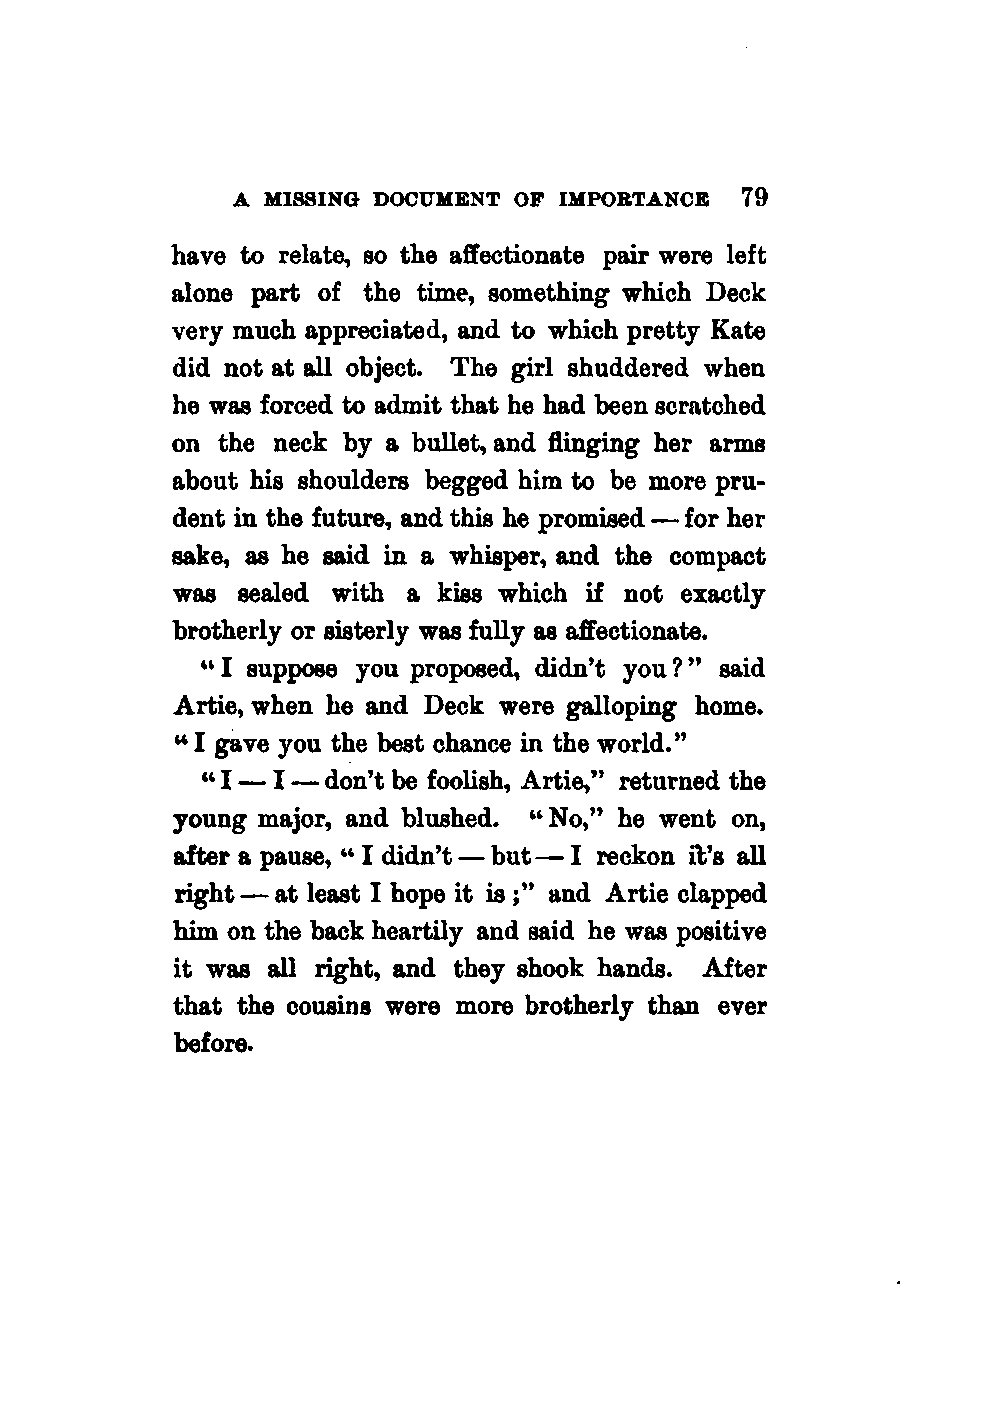 A MISSING DOCUMENT OF IMPORTANCE 79
have to relate, so the affectionate pair were left
alone part of the time, something which Deck
very much appreciated, and to which pretty Kate
did not at all object. The girl shuddered when
he was forced to admit that he had been scratched
on the neck by a bullet, and flinging her arms
about his shoulders begged him to be more pru-
dent in the future, and this he promised — for her
sake, as he said in a whisper, and the compact
was sealed with a kiss which if not exactly
brotherly or sisterly was fully as affectionate.
“I suppose you proposed, didn't you?” said
Artie, when he and Deck were galloping home.
“I gave you the best chance in the world.”
“I — I — don't be foolish, Artie,” returned the
young major, and blushed. “No,” he went on,
after a pause, “I didn't — but — I reckon it's all
right — at least I hope it is;” and Artie clapped
him on the back heartily and said he was positive
it was all right, and they shook hands. After
that the cousins were more brotherly than ever
before.